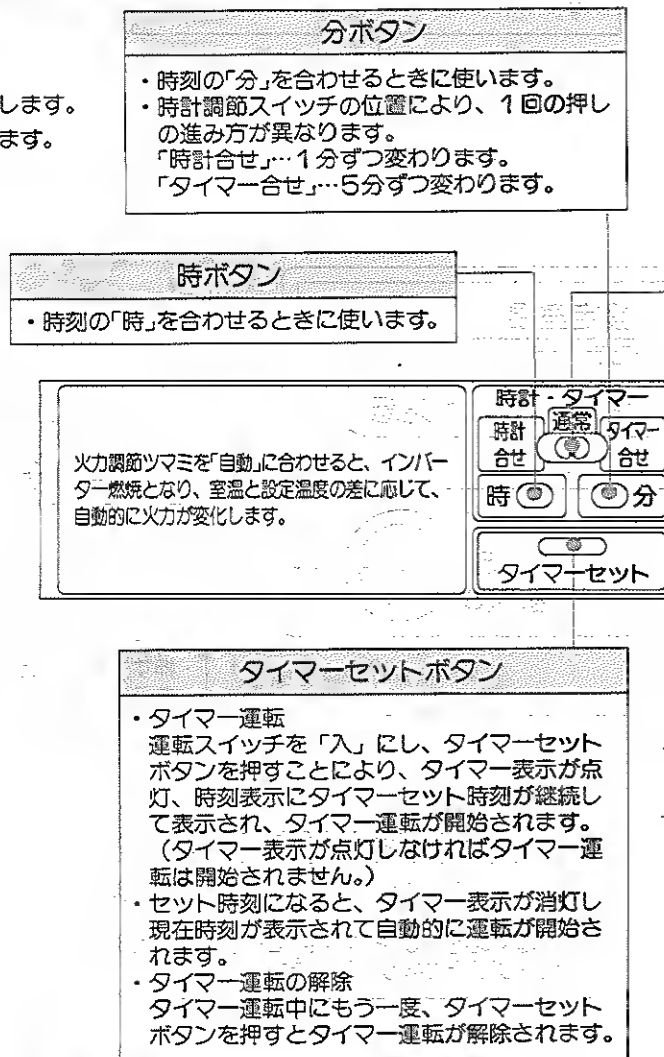 します。
ます。
分ボタン
・時刻の「分」を合わせるときに使います。
・時計調節スイッチの位置により、1回の押し
の進み方が異なります。
「時計合せ」…1分ずつ変わります。
「タイマー合せ」…5分ずつ変わります。
時ボタン
・時刻の「時」を合わせるときに使います。
火力調節ツマミを「自動」に合わせると、インバー
ター燃焼となり、室温と設定温度の差に応じて、
自動的に火力が変化します。
時計・タイマー
時計
合せ
通常
タイマー
合せ
時
分
タイマーセット
タイマーセットボタン
・タイマー運転
運転スイッチを「入」にし、タイマーセット
ボタンを押すことにより、タイマー表示が点
灯、時刻表示にタイマーセット時刻が継続し
て表示され、タイマー運転が開始されます。
(タイマー表示が点灯しなければタイマー運
転は開始されません。)
・セット時刻になると、タイマー表示が消灯し
現在時刻が表示されて自動的に運転が開始さ
れます。
・タイマー運転の解除
タイマー運転中にもう一度、タイマーセット
ボタンを押すとタイマー運転が解除されます。